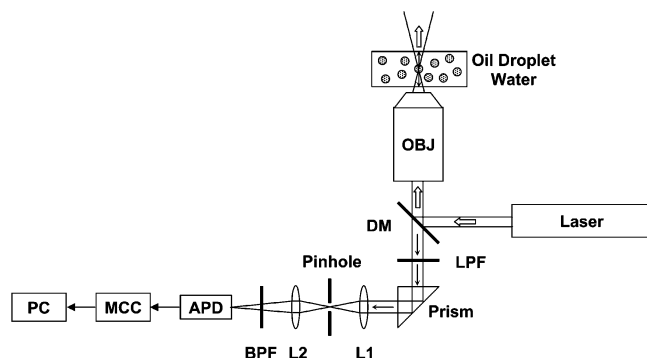 Oil Droplet
Water
OBJ
DM
Laser
LPF
Pinhole
Prism
PC
MCC
APD
BPF
L2
L1